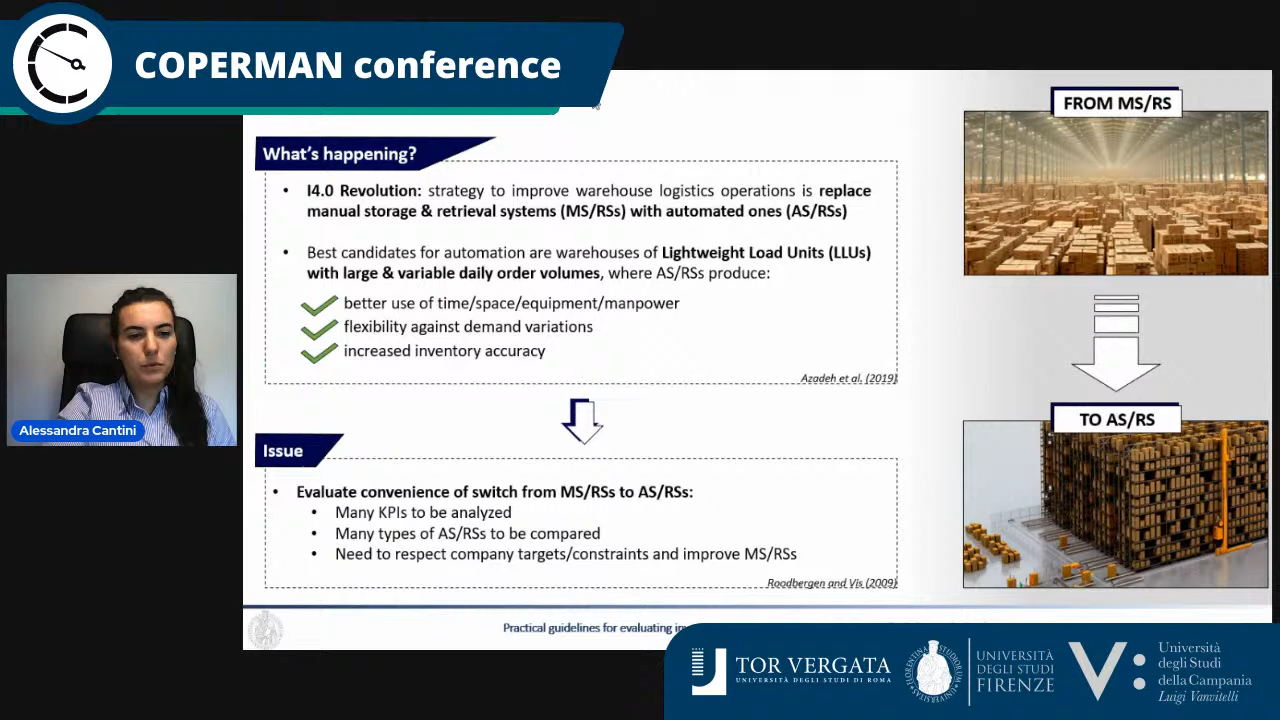 COPERMAN conference
FROM MS/RS
What's happening?
• I4.0 Revolution: strategy to improve warehouse logistics operations is replace
manual storage & retrieval systems (MS/RSs) with automated ones (AS/RSs)
• Best candidates for automation are warehouses of Lightweight Load Units (LLUs)
with large & variable daily order volumes, where AS/RSs produce:
better use of time/space/equipment/manpower
flexibility against demand variations
increased inventory accuracy
Azadeh et al. (2019)
TO AS/RS
Alessandra Cantini
Issue
• Evaluate convenience of switch from MS/RSs to AS/RSs:
• Many KPIs to be analyzed
• Many types of AS/RSs to be compared
• Need to respect company targets/constraints and improve MS/RSs
Roodbergen and Vis (2009)
Practical guidelines for evaluating
TOR VERGATA
UNIVERSITÀ DEGLI STUDI DI ROMA
UNIVERSITÀ
DEGLI STUDI
FIRENZE
V:
Università
degli Studi
della Campania
Luigi Vanvitelli